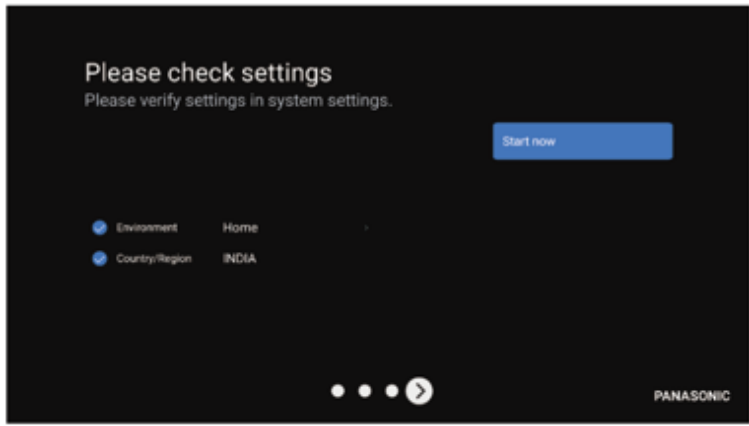 Please check settings
Please verify settings in system settings.
Start now
Environment Home
Country/Region INDIA
PANASONIC